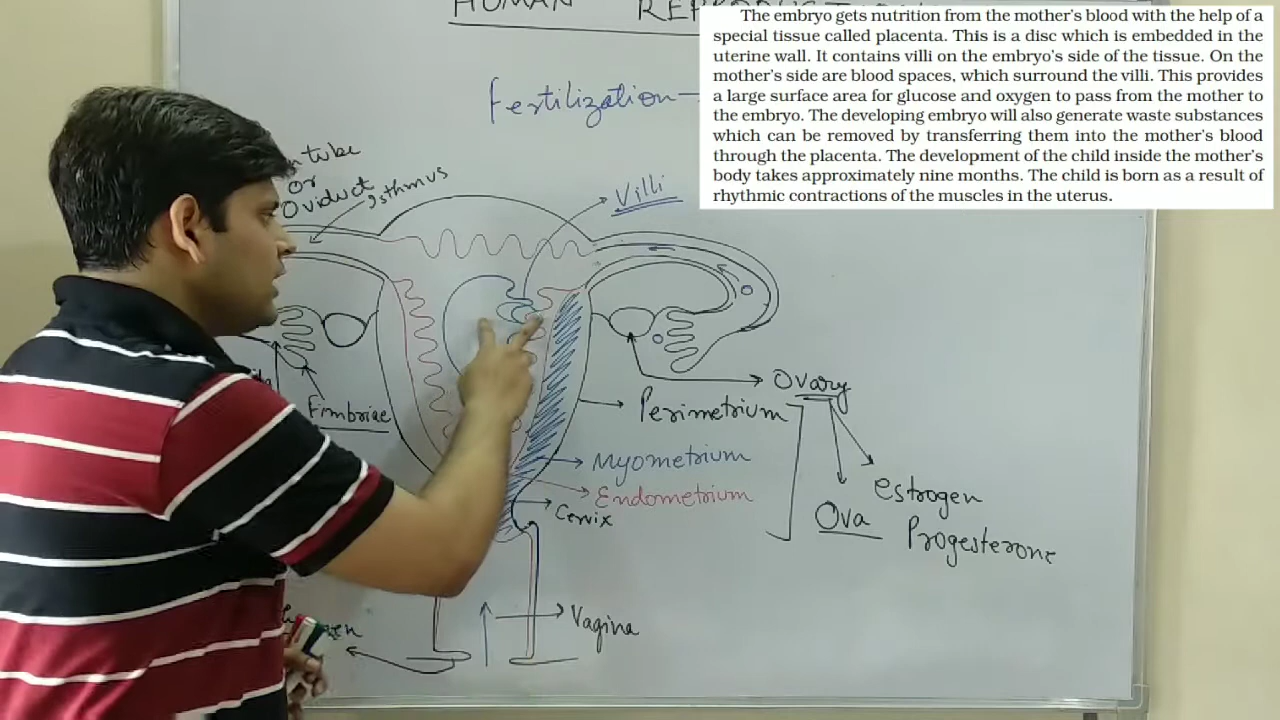 HUMAN
The embryo gets nutrition from the mother's blood with the help of a
special tissue called placenta. This is a disc which is embedded in the
uterine wall. It contains villi on the embryo's side of the tissue. On the
mother's side are blood spaces, which surround the villi. This provides
a large surface area for glucose and oxygen to pass from the mother to
the embryo. The developing embryo will also generate waste substances
which can be removed by transferring them into the mother's blood
through the placenta. The development of the child inside the mother's
body takes approximately nine months. The child is born as a result of
rhythmic contractions of the muscles in the uterus.
Fertilization
tube
or
Oviduct
Isthmus
Villi
Fimbriae
Ovary
Perimetrium
Myometrium
Endometrium
Cervix
estrogen
Ova
Progesterone
Vagina